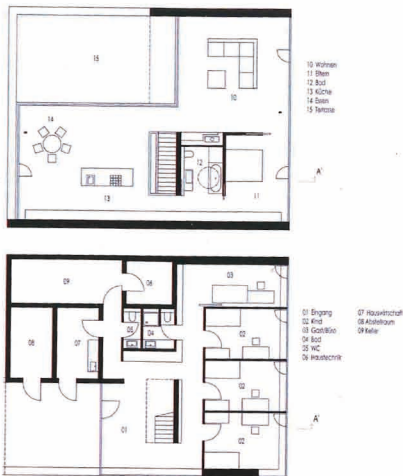 15
10
14
13
12
11
10 Wohnen
11 Eltern
12 Bad
13 Küche
14 Essen
15 Terrasse
A'
09
06
03
08
07
05
04
02
02
02
01
01 Eingang
02 Kind
03 Gast/Büro
04 Bad
05 WC
06 Haustechnik
07 Hauswirtschaft
08 Abstellraum
09 Keller
A'